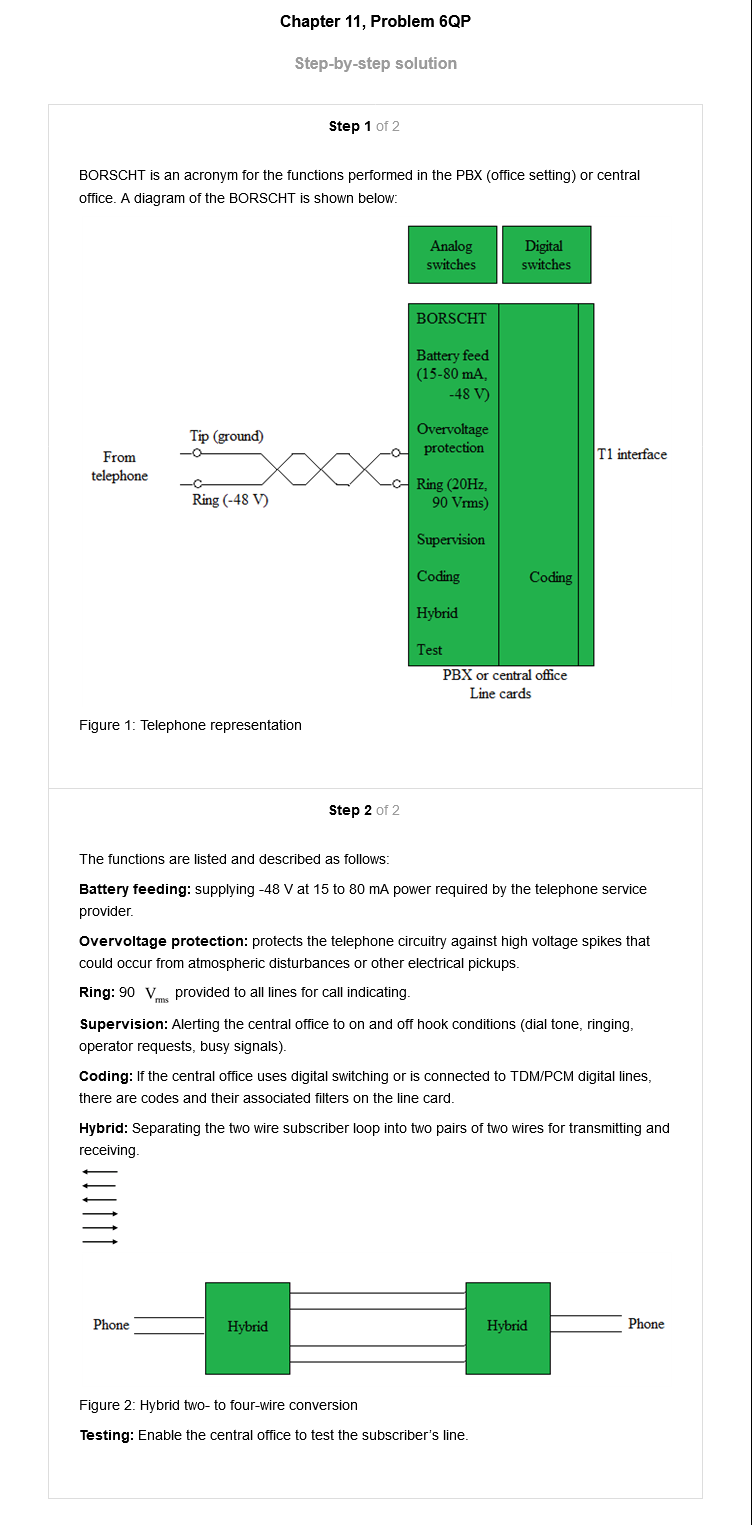 Chapter 11, Problem 6QP
Step-by-step solution
Step 1 of 2
BORSCHT is an acronym for the functions performed in the PBX (office setting) or central
office. A diagram of the BORSCHT is shown below:
Analog
switches
Digital
switches
BORSCHT
Battery feed
(15-80 mA,
-48 V)
Overvoltage
protection
Ring (20Hz,
90 Vrms)
Supervision
Coding
Hybrid
Test
Coding
T1 interface
Tip (ground)
From
telephone
Ring (-48 V)
PBX or central office
Line cards
Figure 1: Telephone representation
Step 2 of 2
The functions are listed and described as follows:
Battery feeding: supplying -48 V at 15 to 80 mA power required by the telephone service
provider.
Overvoltage protection: protects the telephone circuitry against high voltage spikes that
could occur from atmospheric disturbances or other electrical pickups.
Ring: 90 Vrms provided to all lines for call indicating.
Supervision: Alerting the central office to on and off hook conditions (dial tone, ringing,
operator requests, busy signals).
Coding: If the central office uses digital switching or is connected to TDM/PCM digital lines,
there are codes and their associated filters on the line card.
Hybrid: Separating the two wire subscriber loop into two pairs of two wires for transmitting and
receiving.
Phone
Hybrid
Hybrid
Phone
Figure 2: Hybrid two- to four-wire conversion
Testing: Enable the central office to test the subscriber’s line.